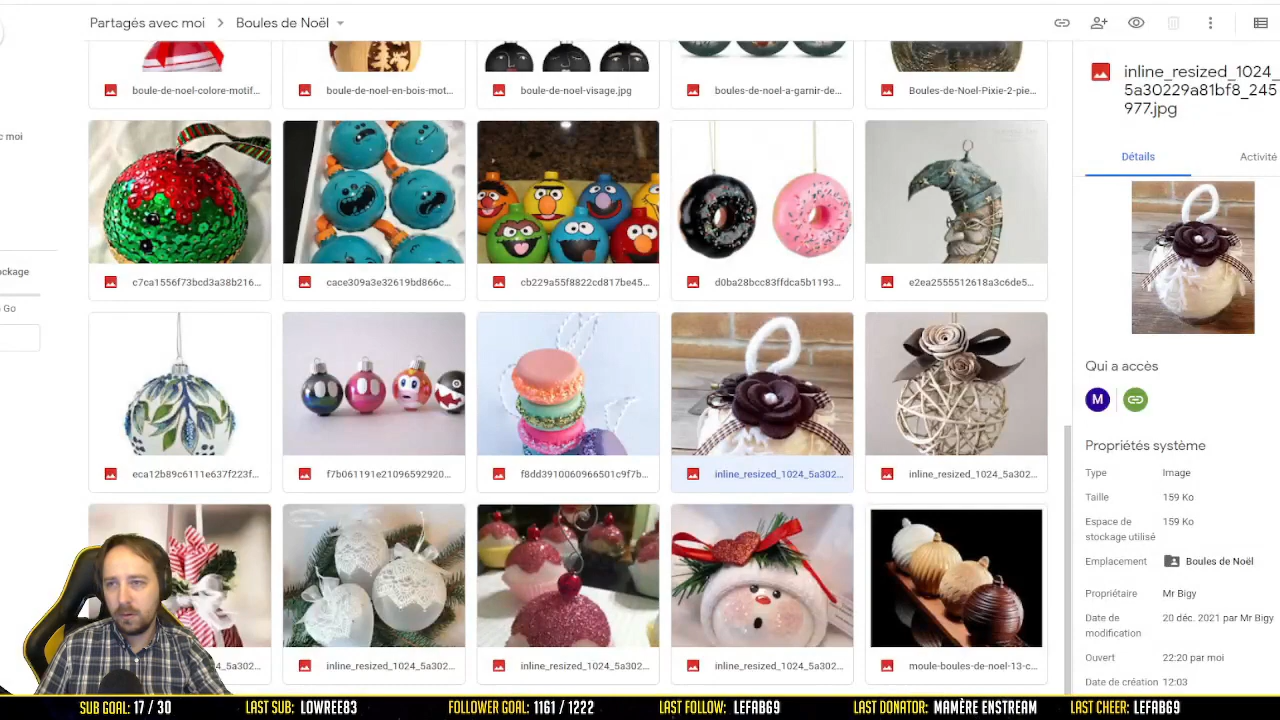 Partagés avec moi > Boules de Noël
boule-de-noel-colore-motif...
boule-de-noel-en-bois-mot...
boule-de-noel-visage.jpg
boules-de-noel-a-garnir-de...
Boules-de-Noel-Pixie-2-pie...
inline_resized_1024_
5a30229a81bf8_245
977.jpg
c moi
Détails
Activité
ockage
Go
c7ca1556f73bcd3a38b216...
cace309a3e32619bd866c...
cb229a55f8822cd817be45...
d0ba28bcc83ffdca5b1193...
e2ea2555512618a3c6de5...
Qui a accès
M
Propriétés système
Type Image
Taille 159 Ko
Espace de stockage utilisé 159 Ko
Emplacement Boules de Noël
Propriétaire Mr Bigy
Date de modification 20 déc. 2021 par Mr Bigy
Ouvert 22:20 par moi
Date de création 12:03
eca12b89c6111e637f223f...
f7b061191e2109659292​0...
f8dd3910060966501c9f7b...
inline_resized_1024_5a302...
inline_resized_1024_5a302...
_1024_5a302...
inline_resized_1024_5a302...
inline_resized_1024_5a302...
inline_resized_1024_5a302...
moule-boules-de-noel-13-c...
SUB GOAL: 17 / 30
LAST SUB: LOWREE83
FOLLOWER GOAL: 1161 / 1222
LAST FOLLOW: LEFAB69
LAST DONATOR: MAMÈRE ENSTREAM
LAST CHEER: LEFAB69